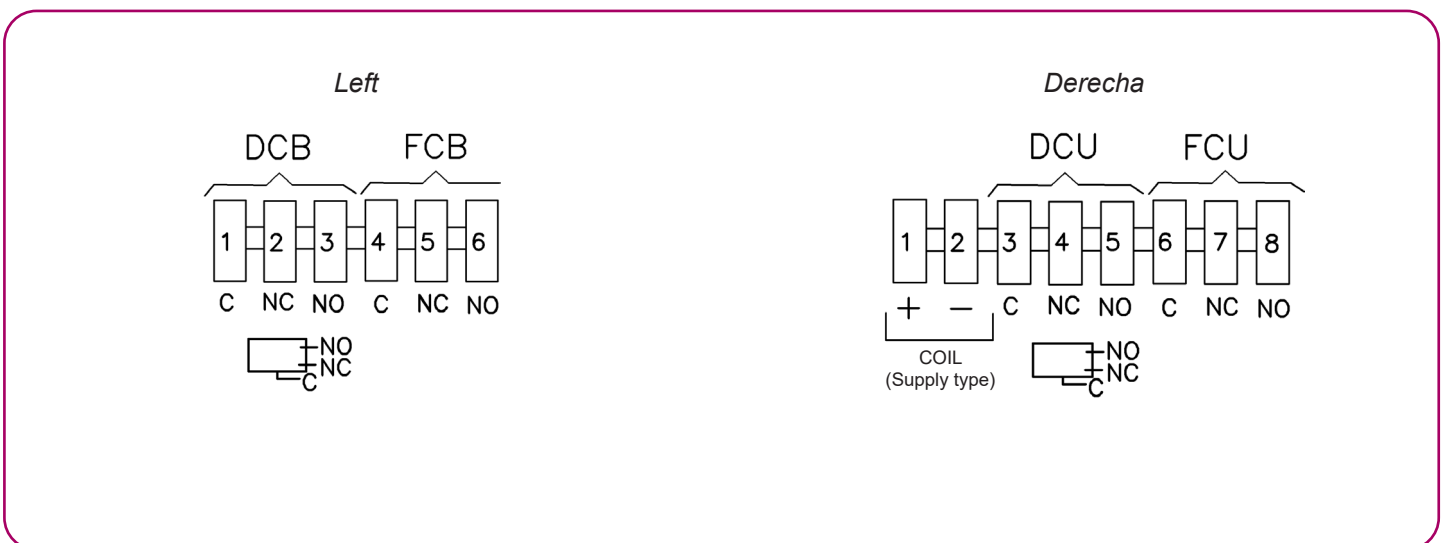 Left
DCB FCB
1 2 3 4 5 6
C NC NO C NC NO
NO
NC
C
Derecha
DCU FCU
1 2 3 4 5 6 7 8
+ − C NC NO C NC NO
COIL
(Supply type)
NO
NC
C